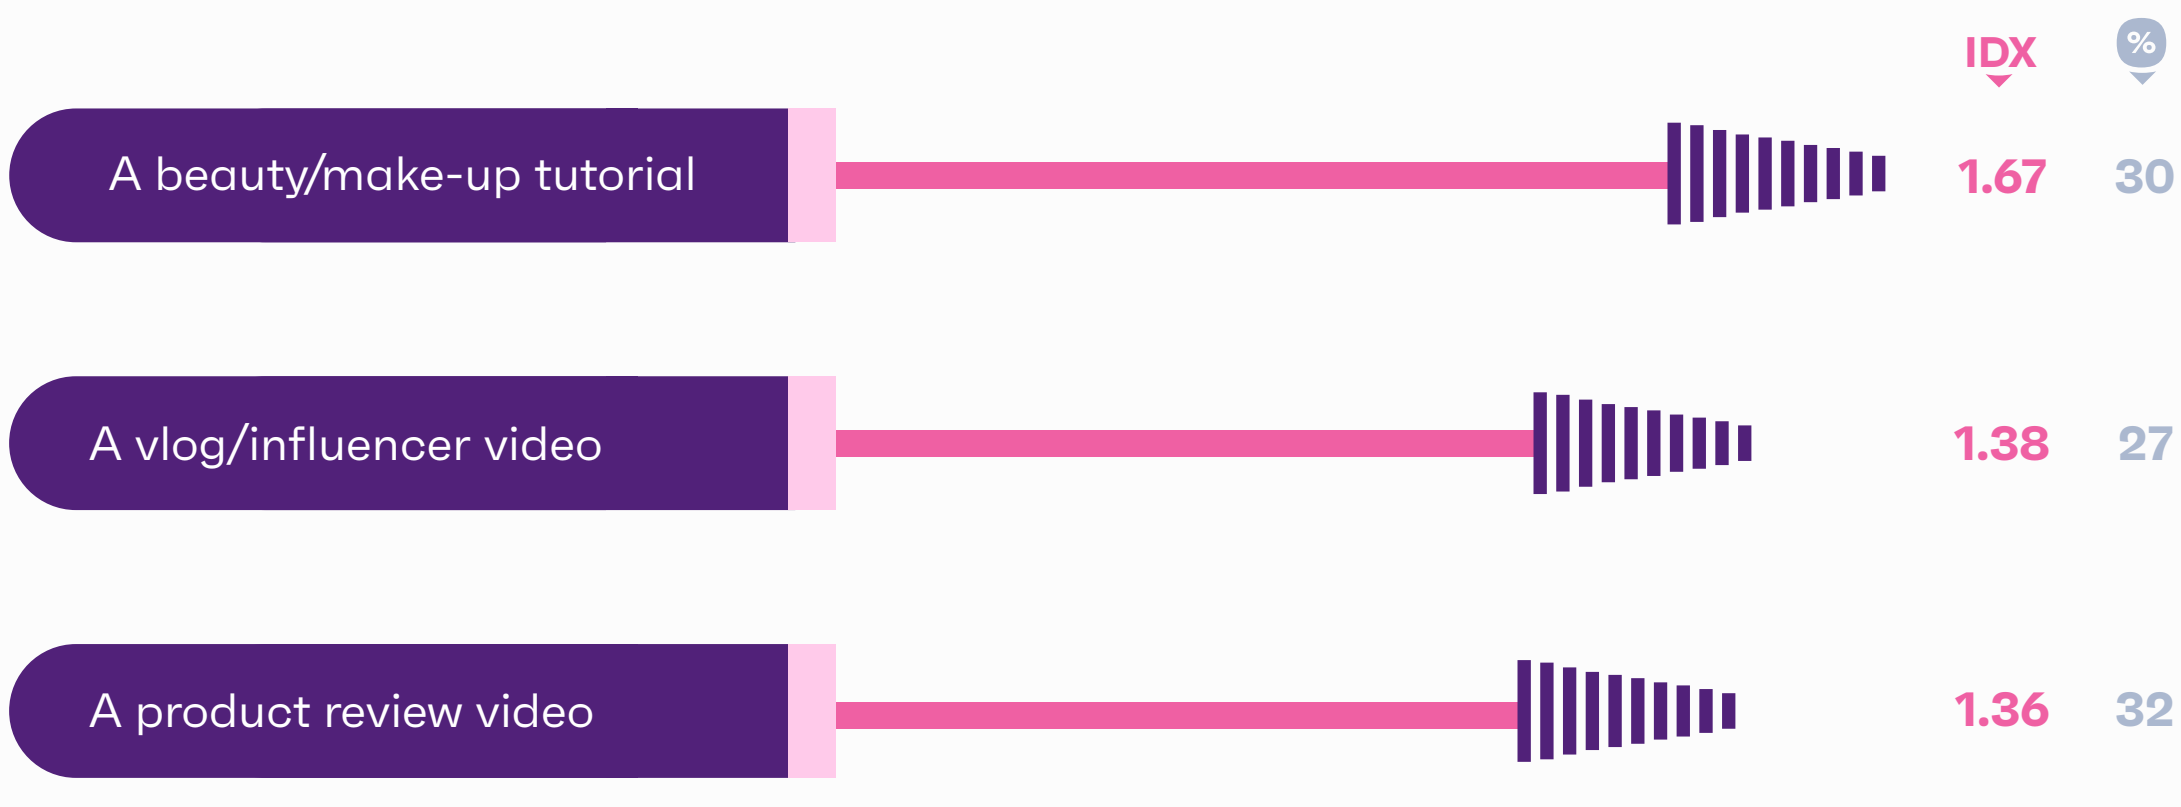 IDX %
A beauty/make-up tutorial 1.67 30
A vlog/influencer video 1.38 27
A product review video 1.36 32